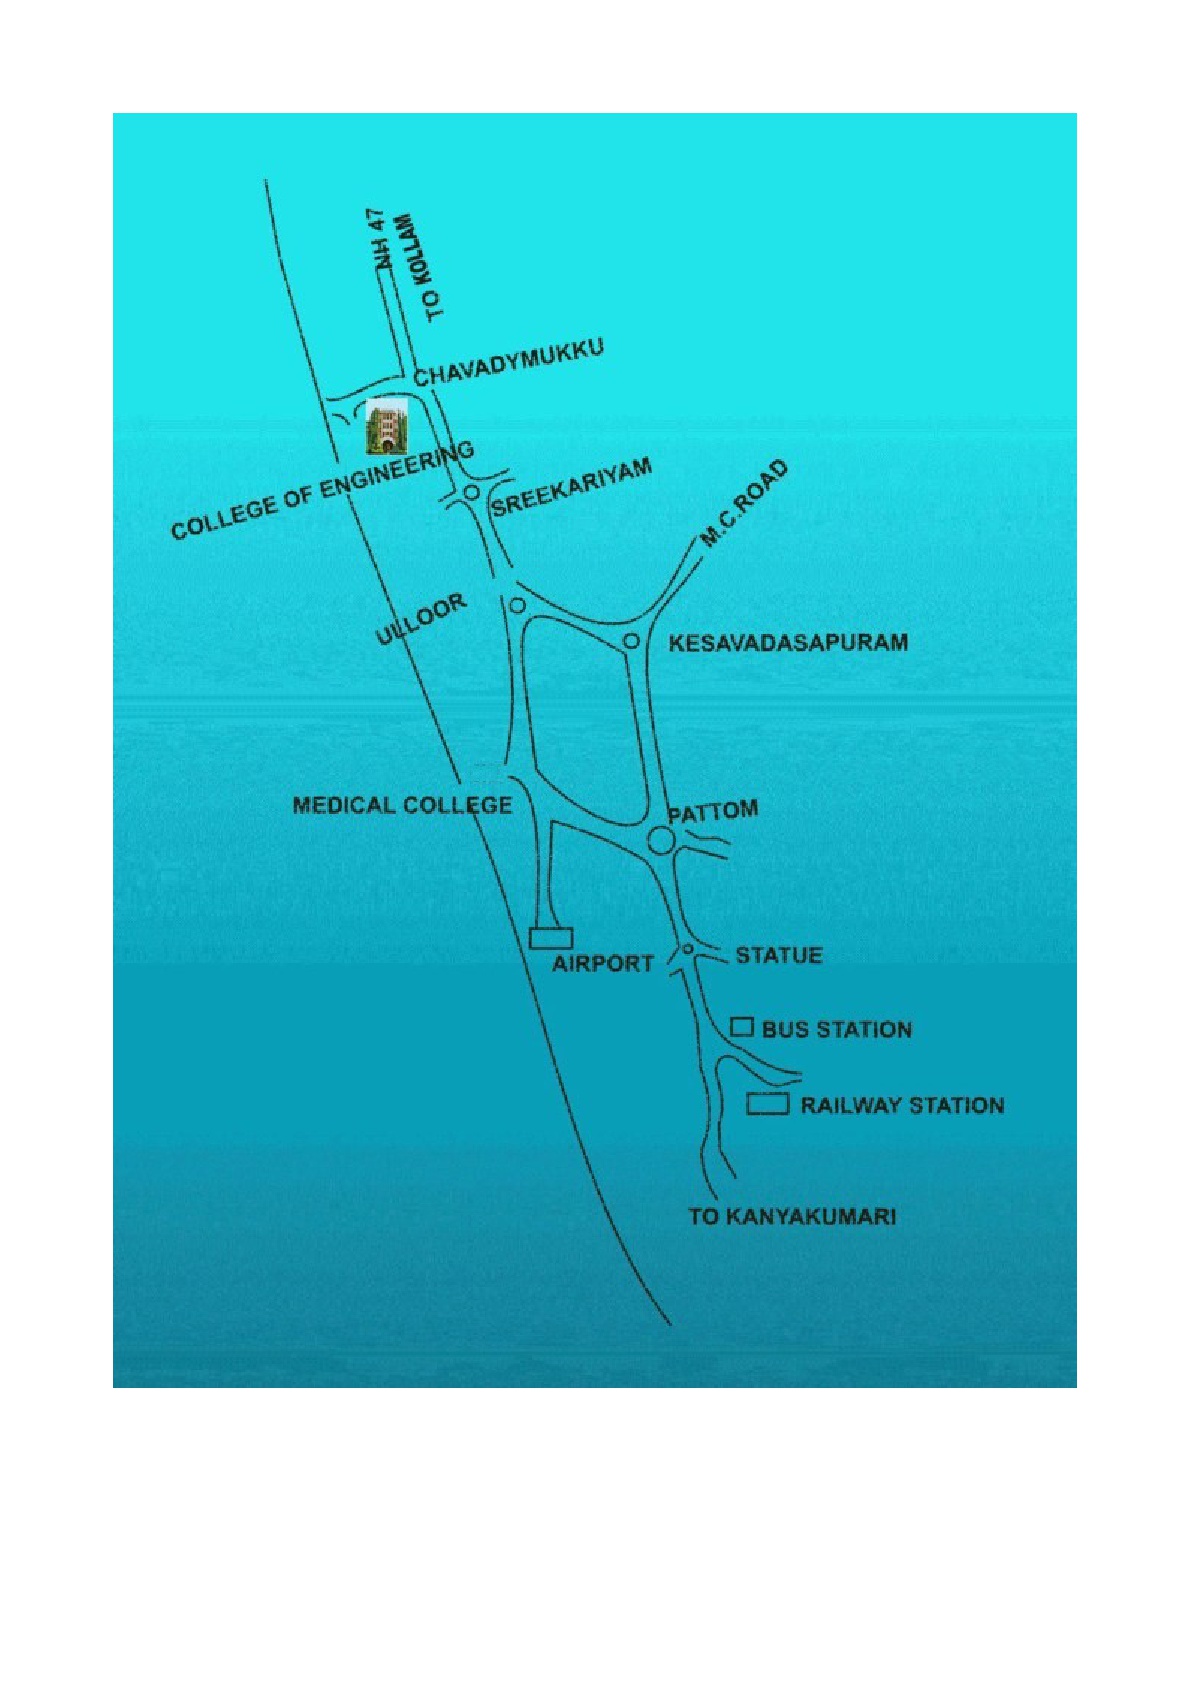 NH 47
TO KOLLAM
CHAVADYMUKKU
COLLEGE OF ENGINEERING
SREEKARIYAM
M.C.ROAD
ULLOOR
KESAVADASAPURAM
MEDICAL COLLEGE
PATTOM
AIRPORT
STATUE
BUS STATION
RAILWAY STATION
TO KANYAKUMARI